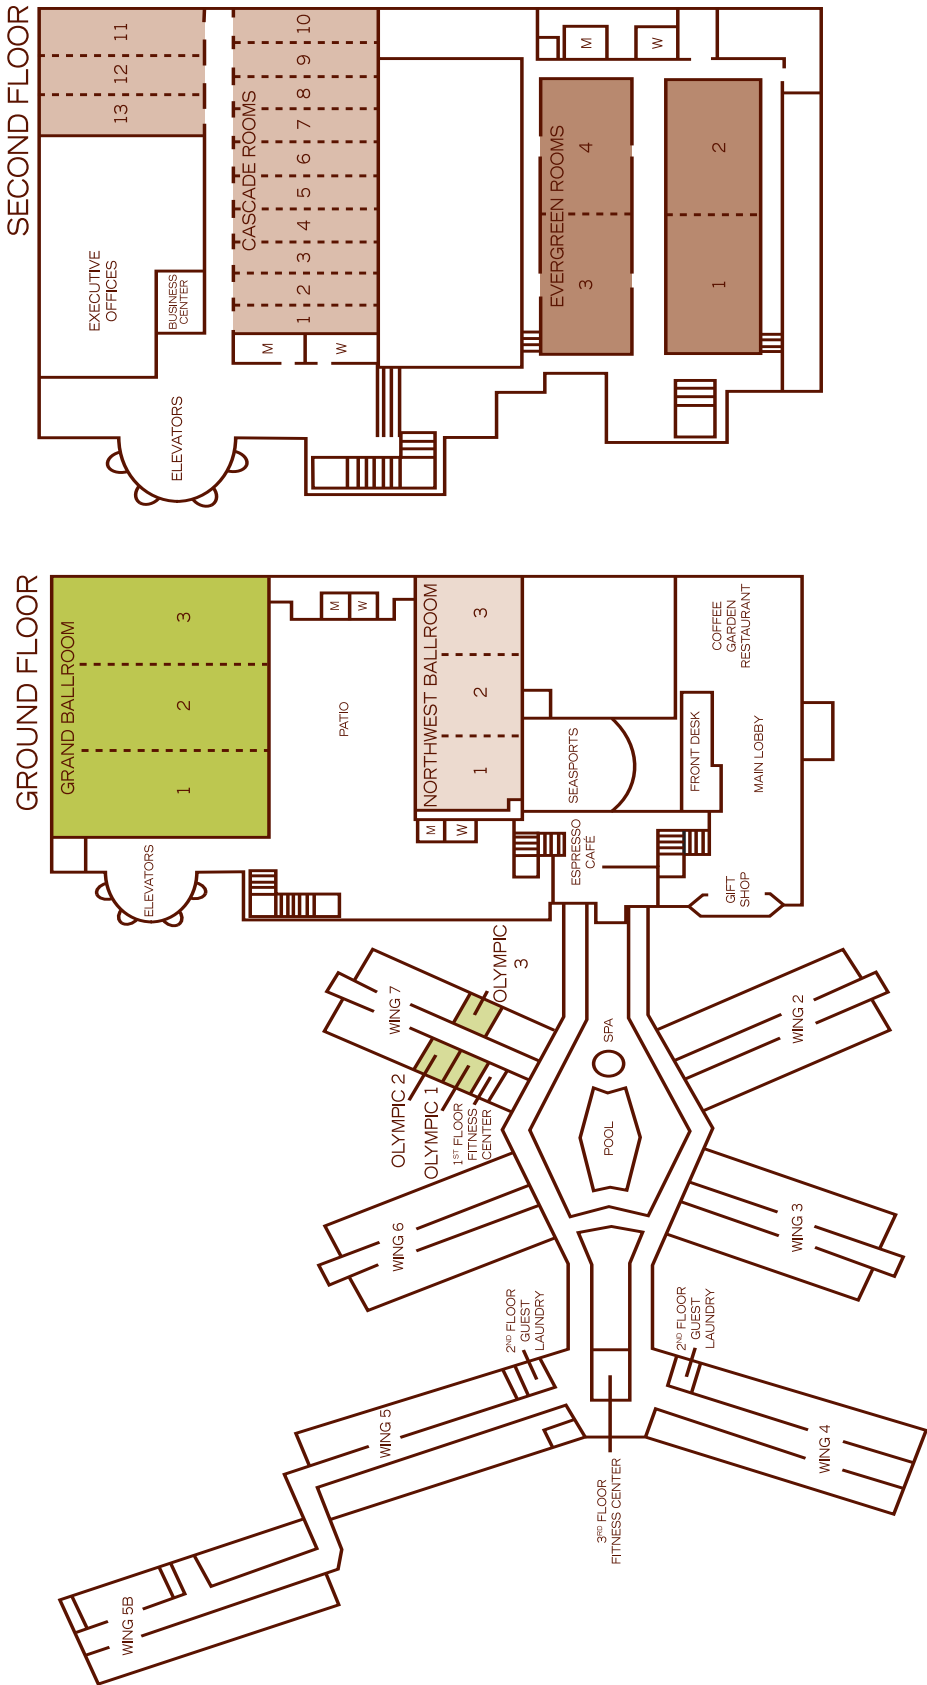 SECOND FLOOR
11
12
13
EXECUTIVE
OFFICES
BUSINESS
CENTER
ELEVATORS
CASCADE ROOMS
10
9
8
7
6
5
4
3
2
1
M
W
M
W
EVERGREEN ROOMS
4
3
2
1
GROUND FLOOR
GRAND BALLROOM
3
2
1
ELEVATORS
M
W
PATIO
NORTHWEST BALLROOM
3
2
1
M
W
SEASPORTS
ESPRESSO
CAFÉ
FRONT DESK
COFFEE
GARDEN
RESTAURANT
MAIN LOBBY
GIFT
SHOP
WING 7
OLYMPIC
3
OLYMPIC 2
OLYMPIC 1
1ST FLOOR
FITNESS
CENTER
SPA
POOL
WING 2
WING 6
WING 3
2ND FLOOR
GUEST
LAUNDRY
2ND FLOOR
GUEST
LAUNDRY
WING 5
WING 4
3RD FLOOR
FITNESS CENTER
WING 5B